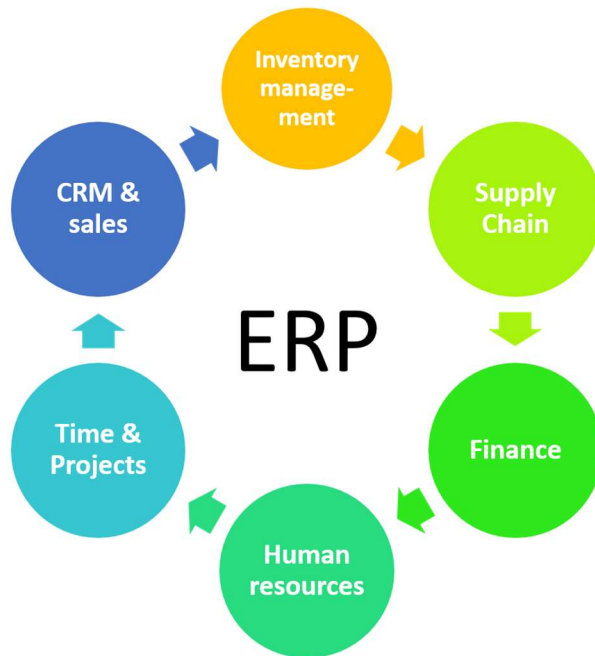 Inventory
manage-
ment
Supply
Chain
Finance
Human
resources
Time &
Projects
CRM &
sales
ERP